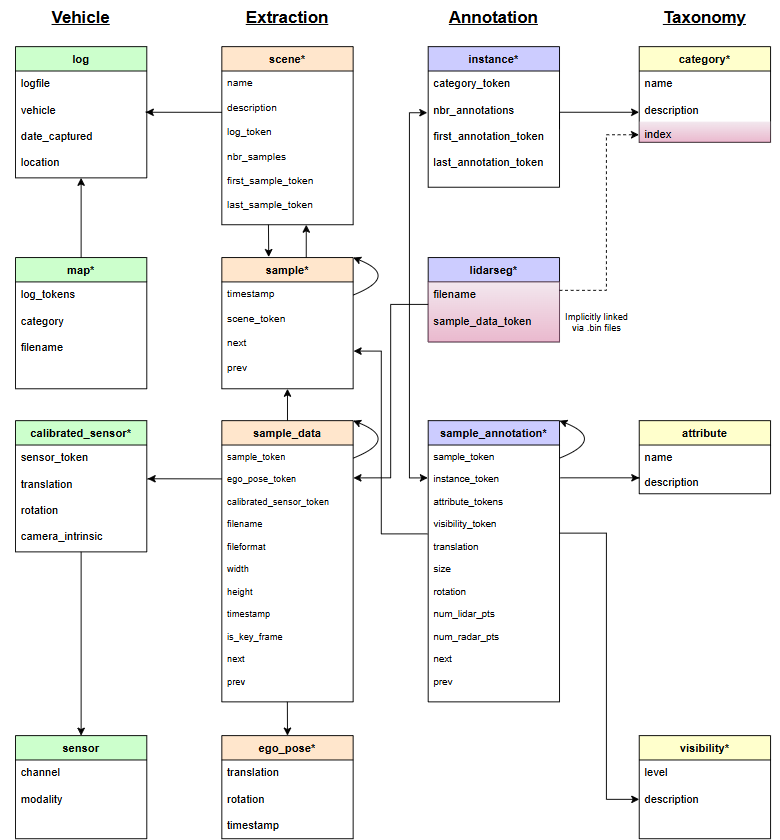 Vehicle
Extraction
Annotation
Taxonomy
log
logfile
vehicle
date_captured
location
scene*
name
description
log_token
nbr_samples
first_sample_token
last_sample_token
instance*
category_token
nbr_annotations
first_annotation_token
last_annotation_token
category*
name
description
index
map*
log_tokens
category
filename
sample*
timestamp
scene_token
next
prev
lidarseg*
filename
sample_data_token
Implicitly linked
via .bin files
calibrated_sensor*
sensor_token
translation
rotation
camera_intrinsic
sample_data
sample_token
ego_pose_token
calibrated_sensor_token
filename
fileformat
width
height
timestamp
is_key_frame
next
prev
sample_annotation*
sample_token
instance_token
attribute_tokens
visibility_token
translation
size
rotation
num_lidar_pts
num_radar_pts
next
prev
attribute
name
description
sensor
channel
modality
ego_pose*
translation
rotation
timestamp
visibility*
level
description